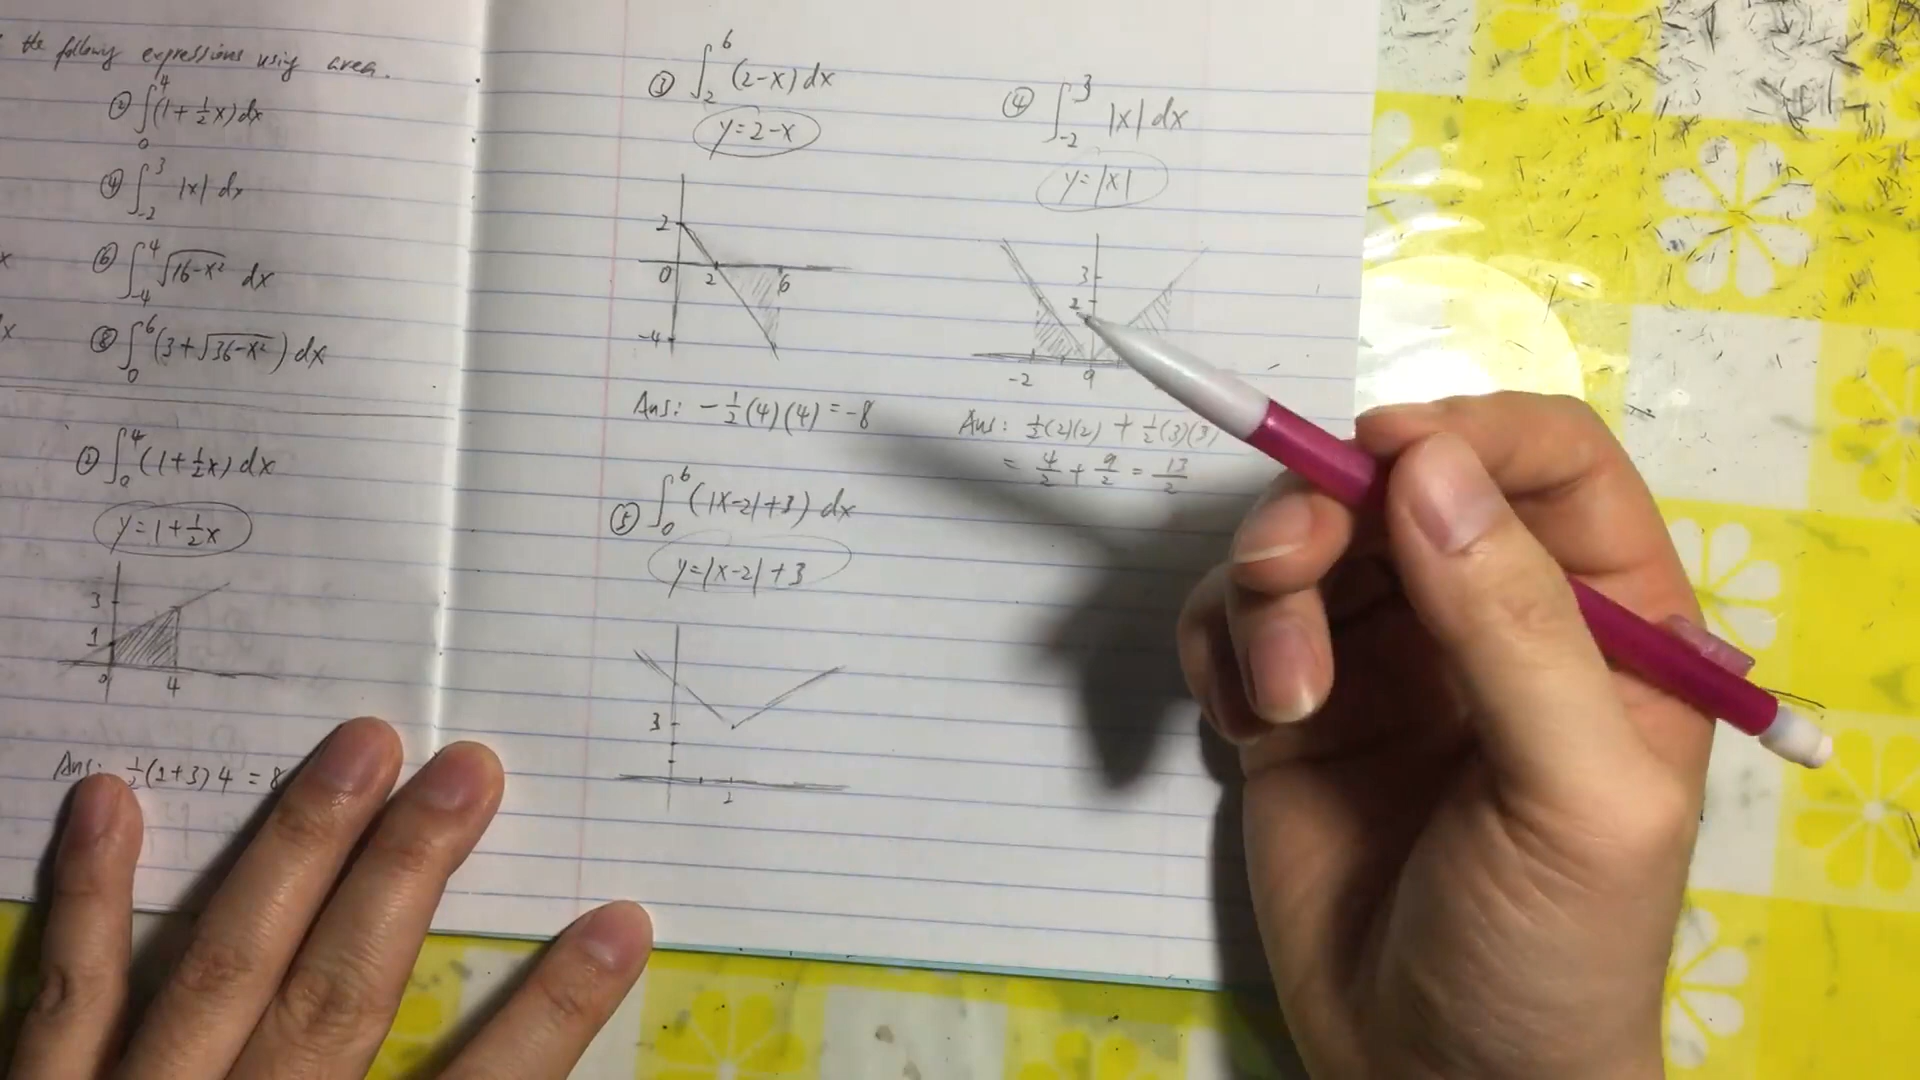 the following expressions using area.
② ∫₀⁴ (1+½x)dx
④ ∫₋₂³ |x| dx
x
⑥ ∫₋₄⁴ √(16-x²) dx
dx
⑧ ∫₀⁶ (3+√(36-x²)) dx
② ∫₀⁴ (1+½x) dx
y=1+½x
3
1
0
4
Ans: ½(1+3)4 = 8
③ ∫₂⁶ (2-x) dx
y=2-x
2
0
2
6
-4
Ans: -½(4)(4) = -8
④ ∫₋₂³ |x| dx
y=|x|
3
2
-2
0
Ans: ½(2)(2) + ½(3)(3)
= 4/2 + 9/2 = 13/2
⑤ ∫₀⁶ (|x-2|+3) dx
y=|x-2|+3
3
2